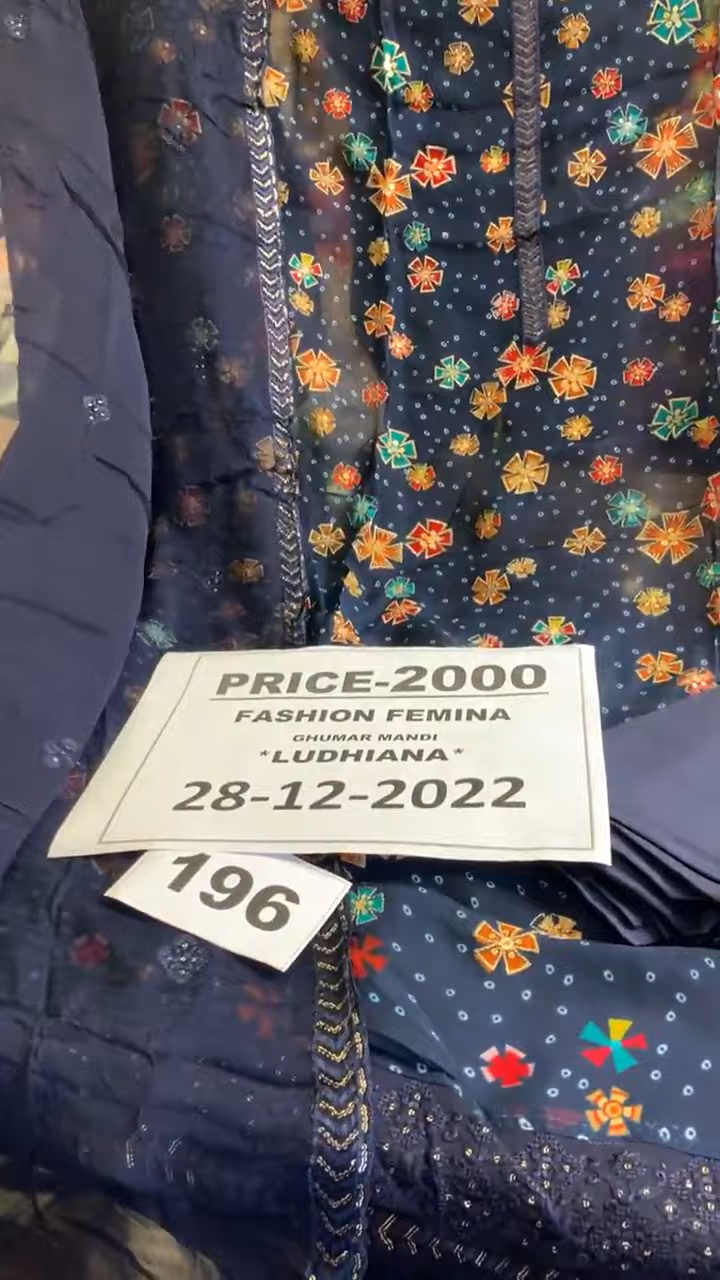 PRICE-2000
FASHION FEMINA
GHUMAR MANDI
*LUDHIANA*
28-12-2022
196